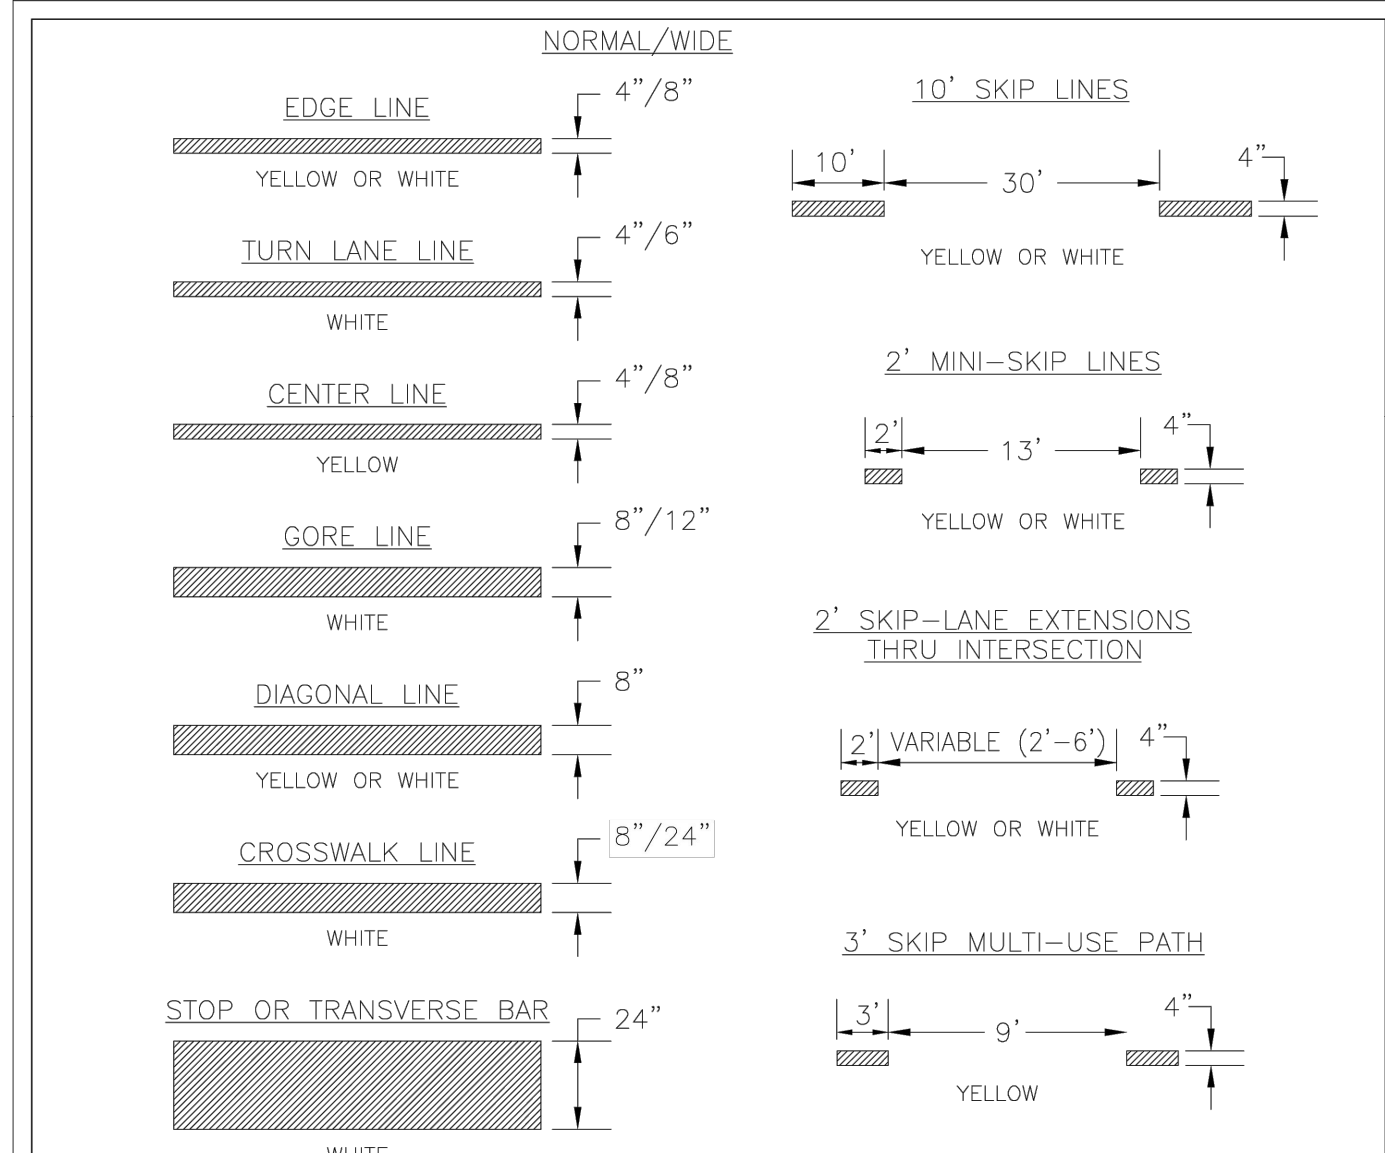 NORMAL/WIDE
EDGE LINE
4"/8"
YELLOW OR WHITE
TURN LANE LINE
4"/6"
WHITE
CENTER LINE
4"/8"
YELLOW
GORE LINE
8"/12"
WHITE
DIAGONAL LINE
8"
YELLOW OR WHITE
CROSSWALK LINE
8"/24"
WHITE
STOP OR TRANSVERSE BAR
24"
WHITE
10' SKIP LINES
10'
30'
4"
YELLOW OR WHITE
2' MINI-SKIP LINES
2'
13'
4"
YELLOW OR WHITE
2' SKIP-LANE EXTENSIONS
THRU INTERSECTION
2'
VARIABLE (2'-6')
4"
YELLOW OR WHITE
3' SKIP MULTI-USE PATH
3'
9'
4"
YELLOW